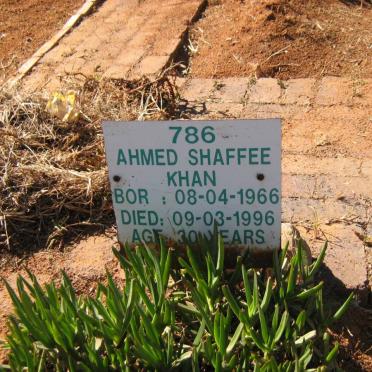 786
AHMED SHAFFEE
KHAN
BOR : 08-04-1966
DIED: 09-03-1996
AGE 30 YEARS